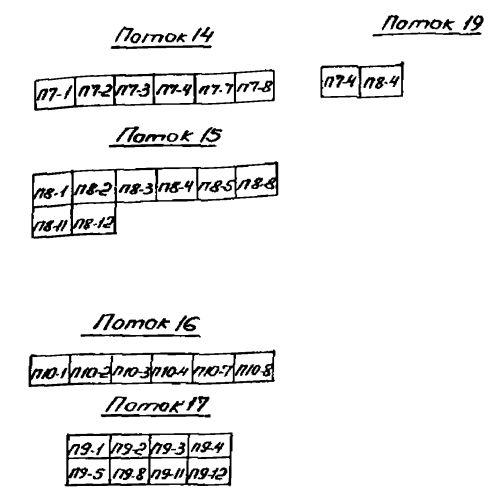 Поток 14
П7-1 П7-2 П7-3 П7-4 П7-7 П7-8
Поток 19
П7-4 П8-4
Поток 15
П8-1 П8-2 П8-3 П8-4 П8-5 П8-8
П8-11 П8-12
Поток 16
П10-1 П10-2 П10-3 П10-4 П10-7 П10-8
Поток 17
П9-1 П9-2 П9-3 П9-4
П9-5 П9-8 П9-11 П9-12